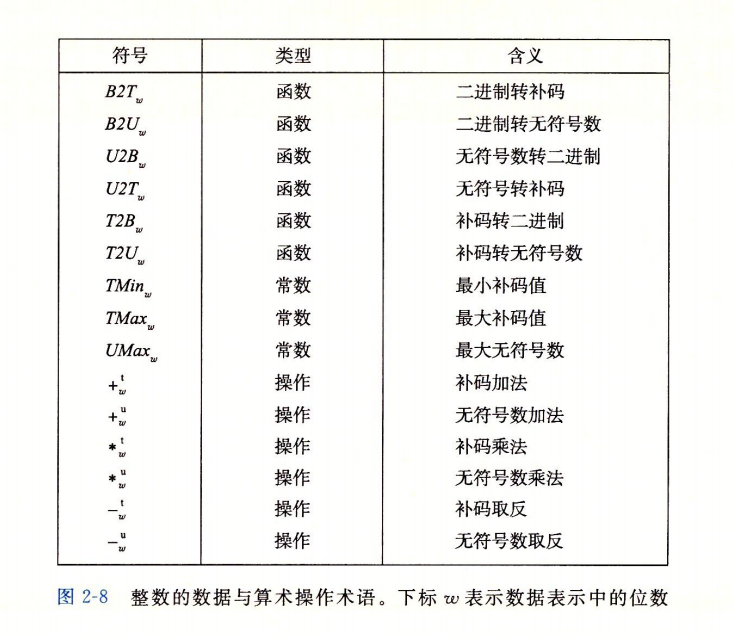 符号 类型 含义
B2T_w 函数 二进制转补码
B2U_w 函数 二进制转无符号数
U2B_w 函数 无符号数转二进制
U2T_w 函数 无符号转补码
T2B_w 函数 补码转二进制
T2U_w 函数 补码转无符号数
TMin_w 常数 最小补码值
TMax_w 常数 最大补码值
UMax_w 常数 最大无符号数
+^t_w 操作 补码加法
+^u_w 操作 无符号数加法
*^t_w 操作 补码乘法
*^u_w 操作 无符号数乘法
-^t_w 操作 补码取反
-^u_w 操作 无符号数取反
图 2-8 整数的数据与算术操作术语。下标 w 表示数据表示中的位数